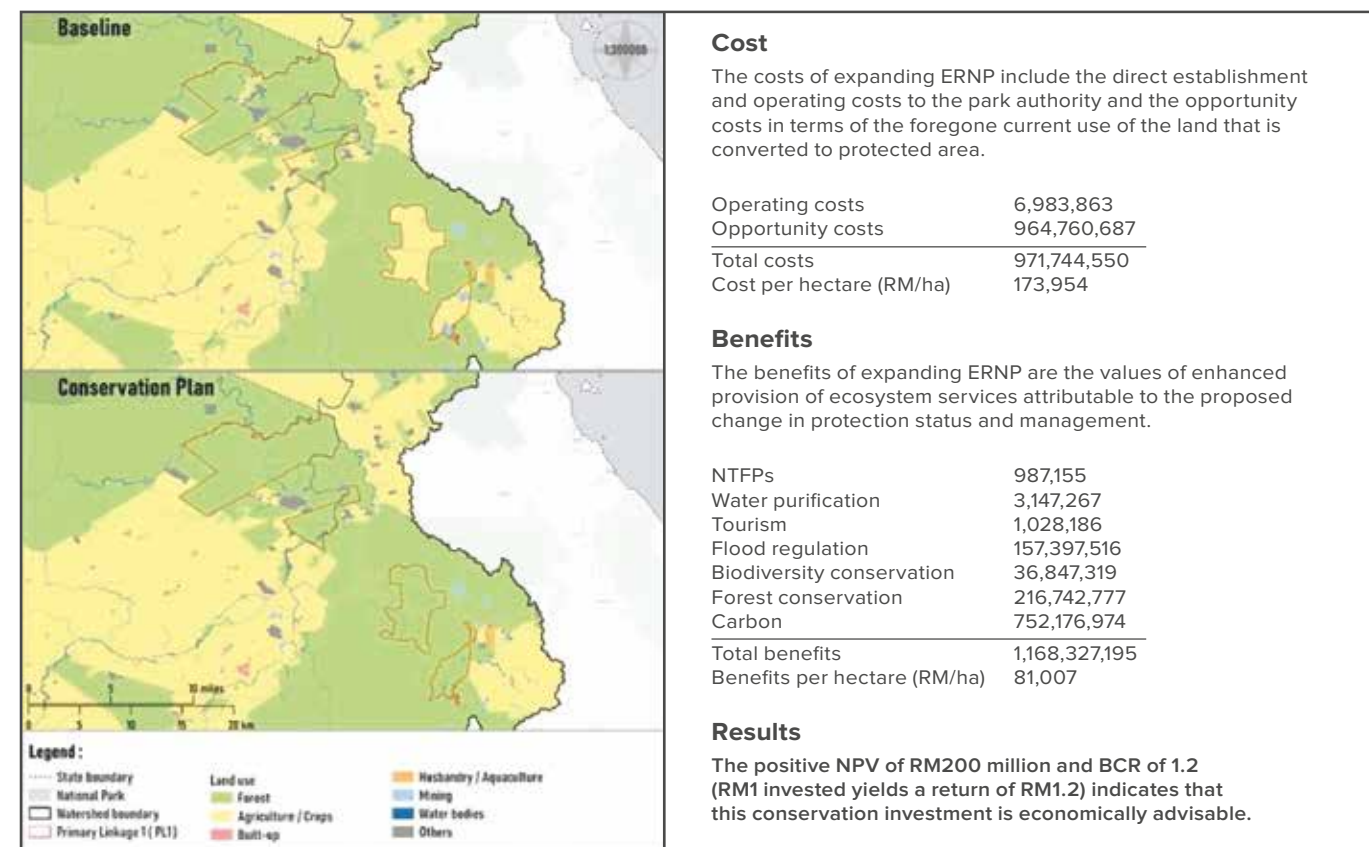 Baseline
1:300000
Conservation Plan
0 5 10 miles
0 5 10 15 20 km
Legend :
State boundary
National Park
Watershed boundary
Primary Linkage 1 ( PL1 )
Land use
Forest
Agriculture / Crops
Built-up
Husbandry / Aquaculture
Mining
Water bodies
Others
Cost
The costs of expanding ERNP include the direct establishment
and operating costs to the park authority and the opportunity
costs in terms of the foregone current use of the land that is
converted to protected area.
Operating costs 6,983,863
Opportunity costs 964,760,687
Total costs 971,744,550
Cost per hectare (RM/ha) 173,954
Benefits
The benefits of expanding ERNP are the values of enhanced
provision of ecosystem services attributable to the proposed
change in protection status and management.
NTFPs 987,155
Water purification 3,147,267
Tourism 1,028,186
Flood regulation 157,397,516
Biodiversity conservation 36,847,319
Forest conservation 216,742,777
Carbon 752,176,974
Total benefits 1,168,327,195
Benefits per hectare (RM/ha) 81,007
Results
The positive NPV of RM200 million and BCR of 1.2
(RM1 invested yields a return of RM1.2) indicates that
this conservation investment is economically advisable.